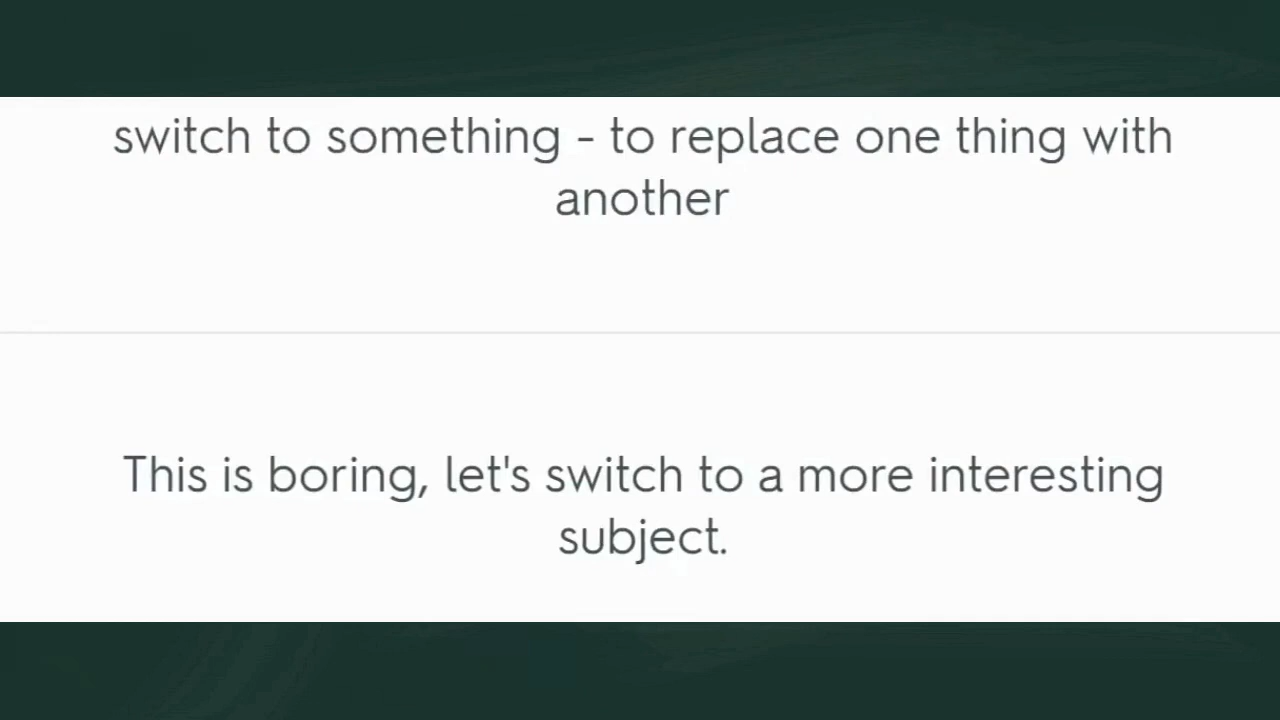 switch to something - to replace one thing with
another
This is boring, let's switch to a more interesting
subject.